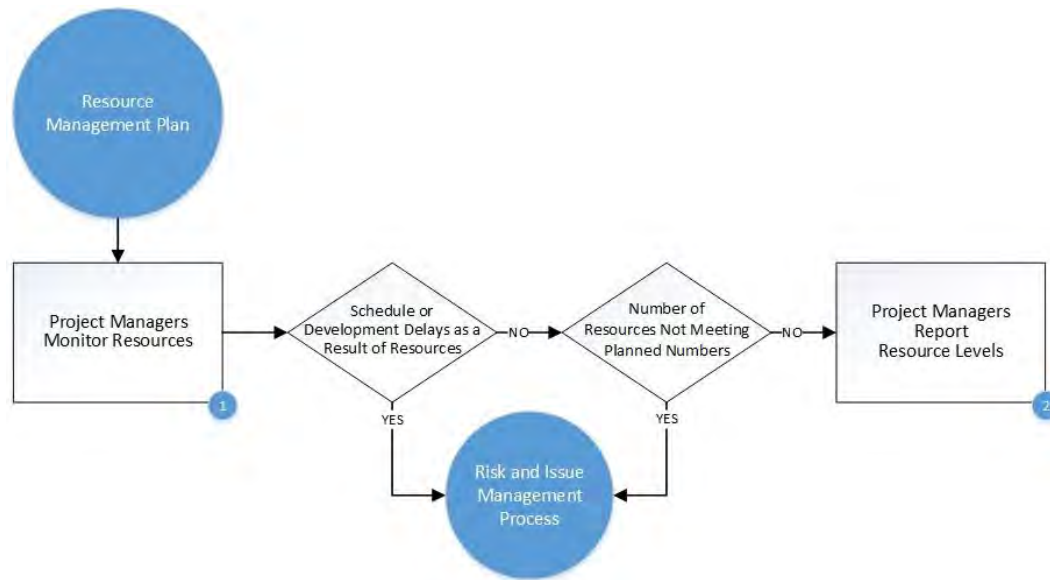 Resource
Management Plan
Project Managers
Monitor Resources
1
Schedule or
Development Delays as a
Result of Resources
NO
Number of
Resources Not Meeting
Planned Numbers
NO
Project Managers
Report
Resource Levels
2
YES
YES
Risk and Issue
Management
Process